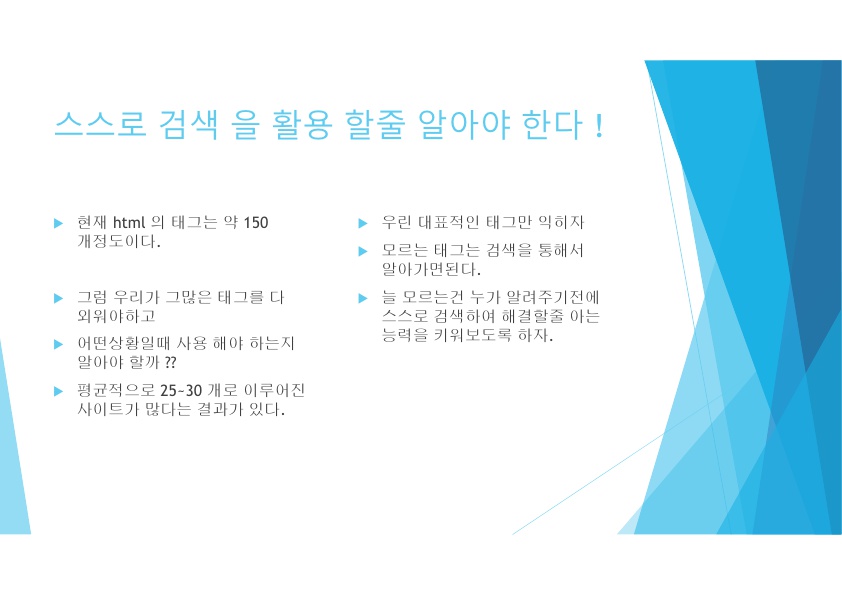 스스로 검색 을 활용 할줄 알아야 한다 !
현재 html 의 태그는 약 150
개정도이다.
그럼 우리가 그많은 태그를 다
외워야하고
어떤상황일때 사용 해야 하는지
알아야 할까 ??
평균적으로 25~30 개로 이루어진
사이트가 많다는 결과가 있다.
우린 대표적인 태그만 익히자
모르는 태그는 검색을 통해서
알아가면된다.
늘 모르는건 누가 알려주기전에
스스로 검색하여 해결할줄 아는
능력을 키워보도록 하자.